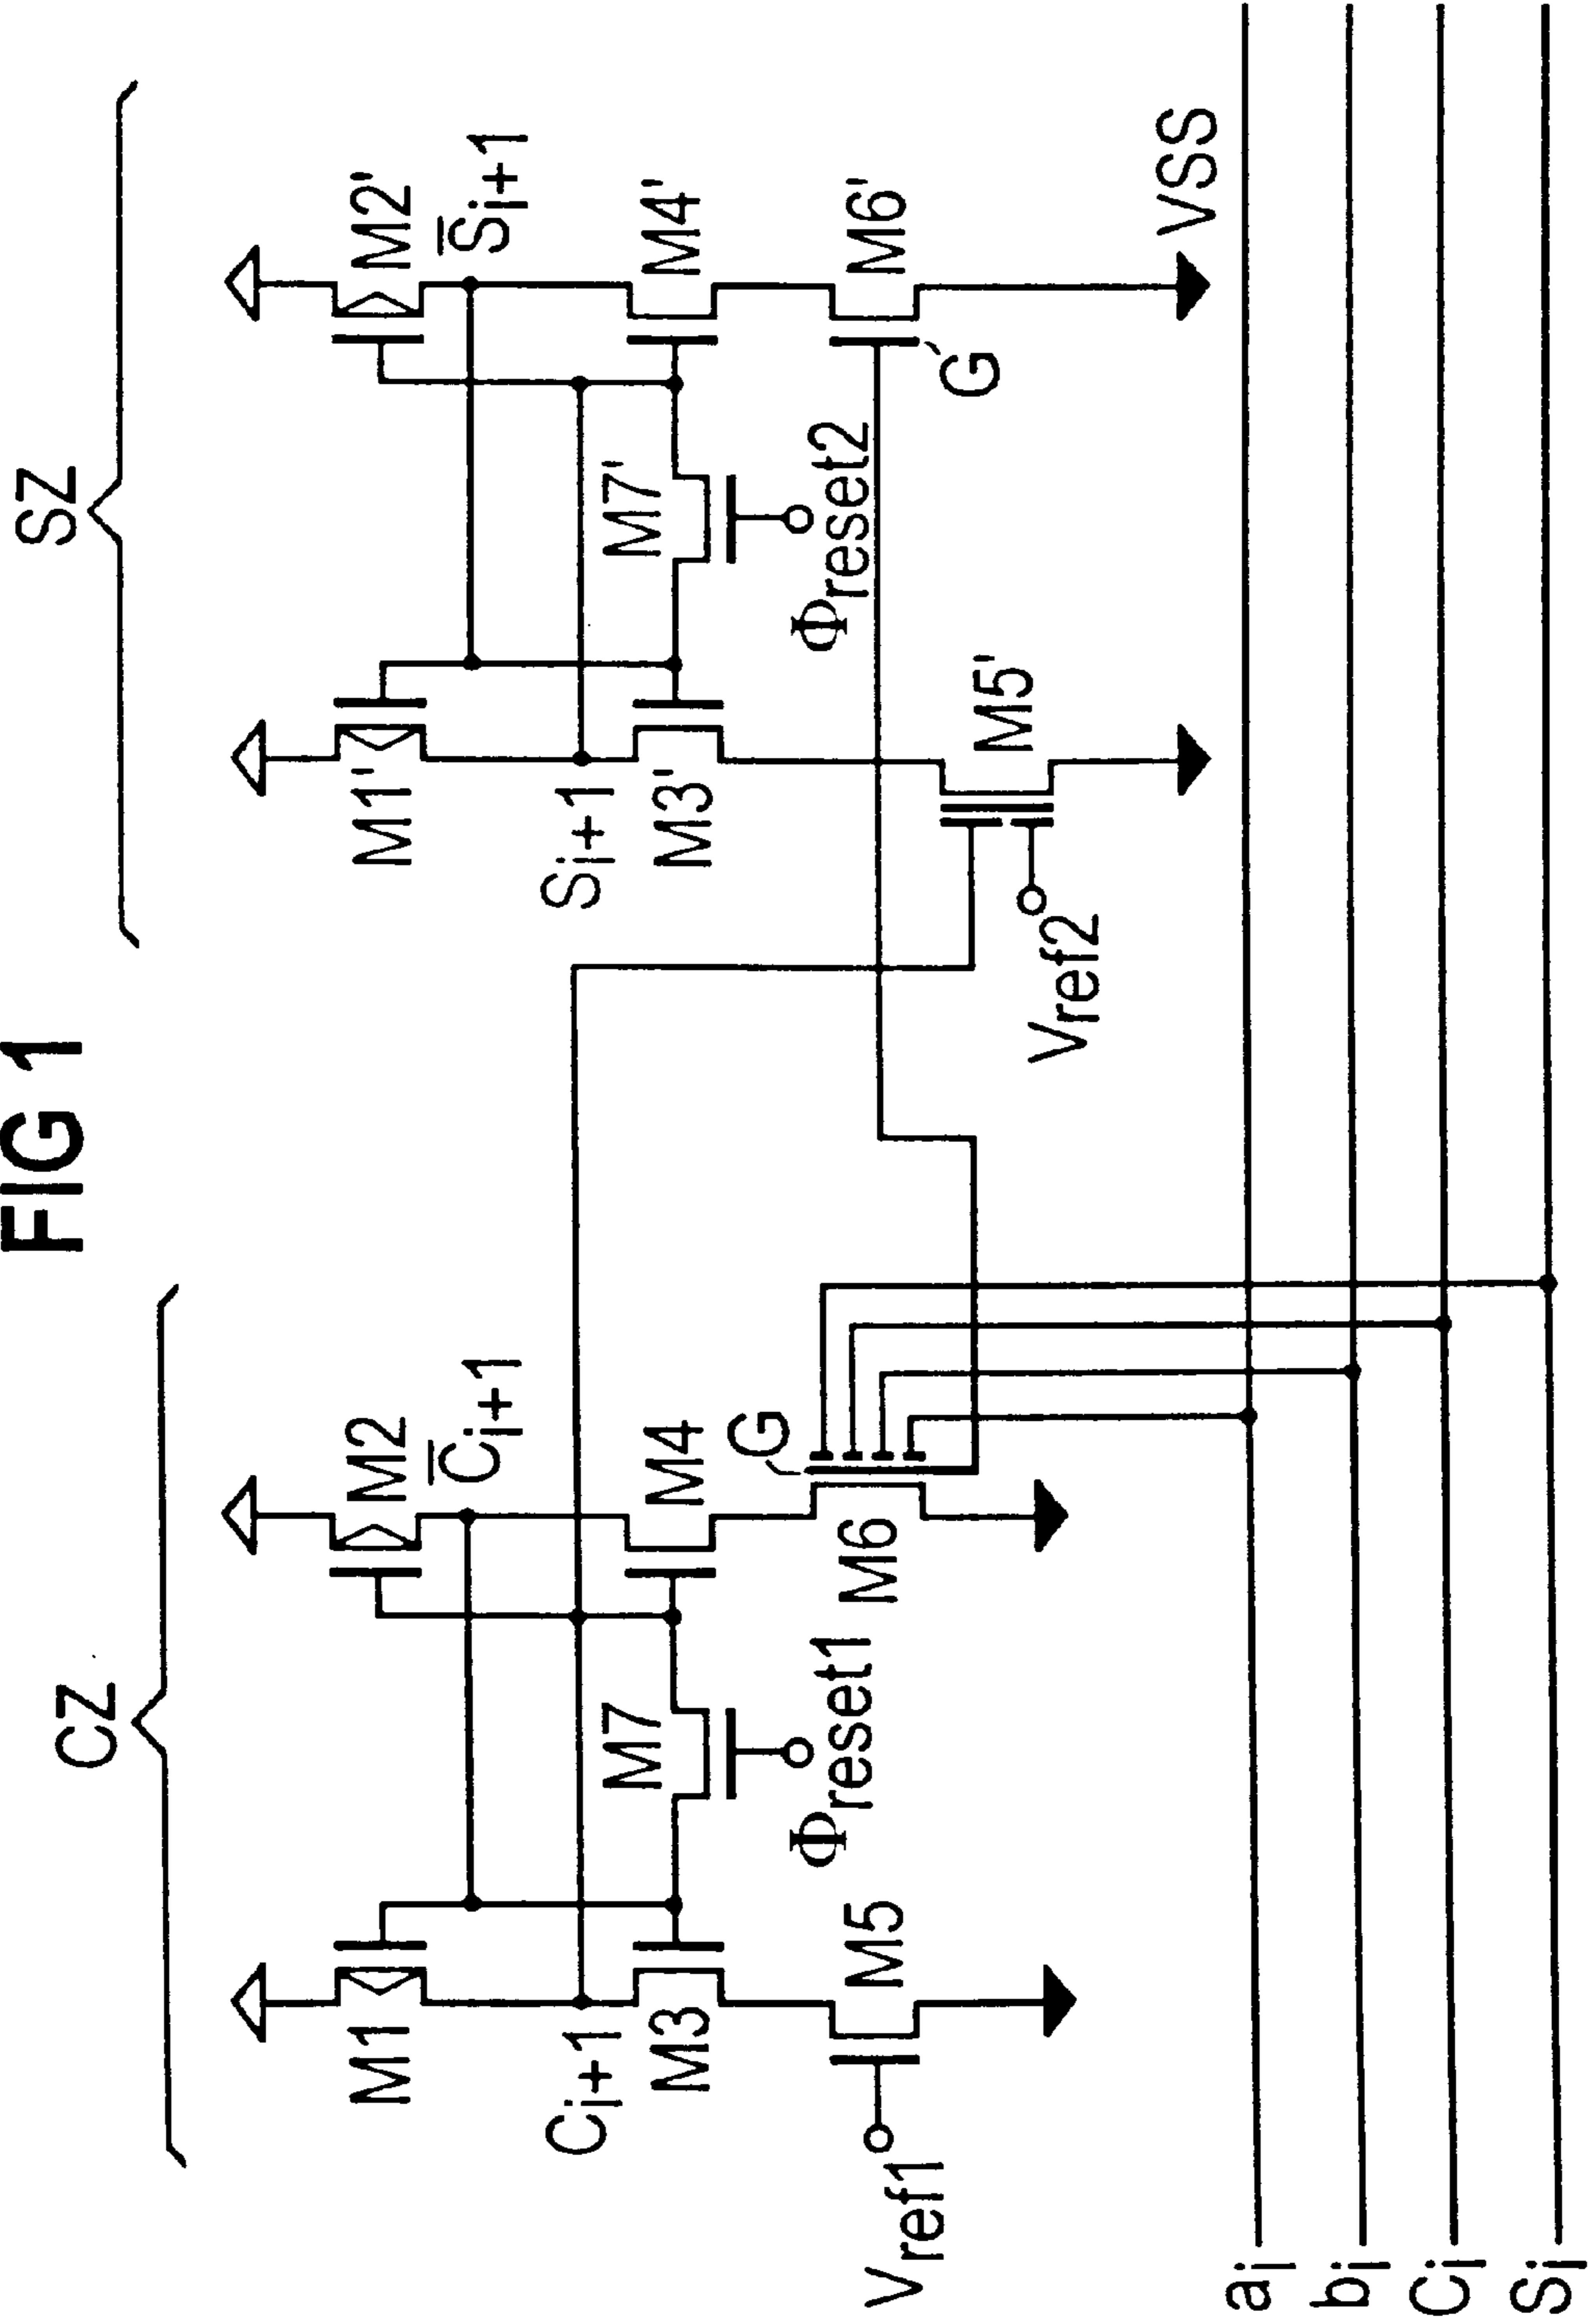 FIG 1
CZ
SZ
M1
M2
M1'
M2'
C̅i+1
S̅i+1
Ci+1
Si+1
M3
M7
M4
M3'
M7'
M4'
Φreset1
Φreset2
G
M5
M6
M6'
G
Vref1
M5'
Vref2
VSS
ai
bi
Ci
Si